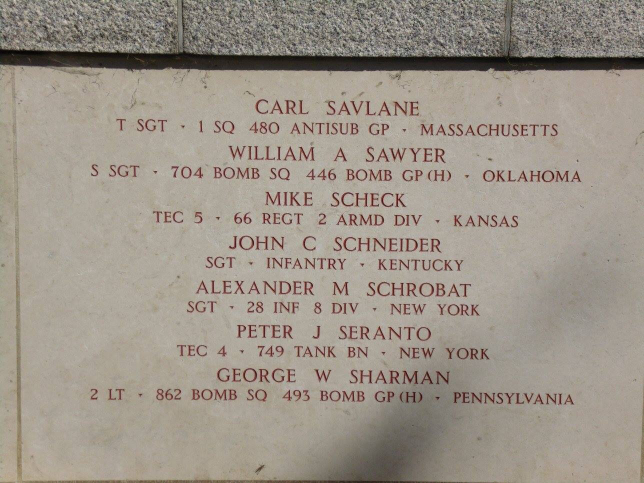 CARL SAVLANE
T SGT · 1 SQ 480 ANTISUB GP · MASSACHUSETTS
WILLIAM A SAWYER
S SGT · 704 BOMB SQ 446 BOMB GP (H) · OKLAHOMA
MIKE SCHECK
TEC 5 · 66 REGT 2 ARMD DIV · KANSAS
JOHN C SCHNEIDER
SGT · INFANTRY · KENTUCKY
ALEXANDER M SCHROBAT
SGT · 28 INF 8 DIV · NEW YORK
PETER J SERANTO
TEC 4 · 749 TANK BN · NEW YORK
GEORGE W SHARMAN
2 LT · 862 BOMB SQ 493 BOMB GP (H) · PENNSYLVANIA